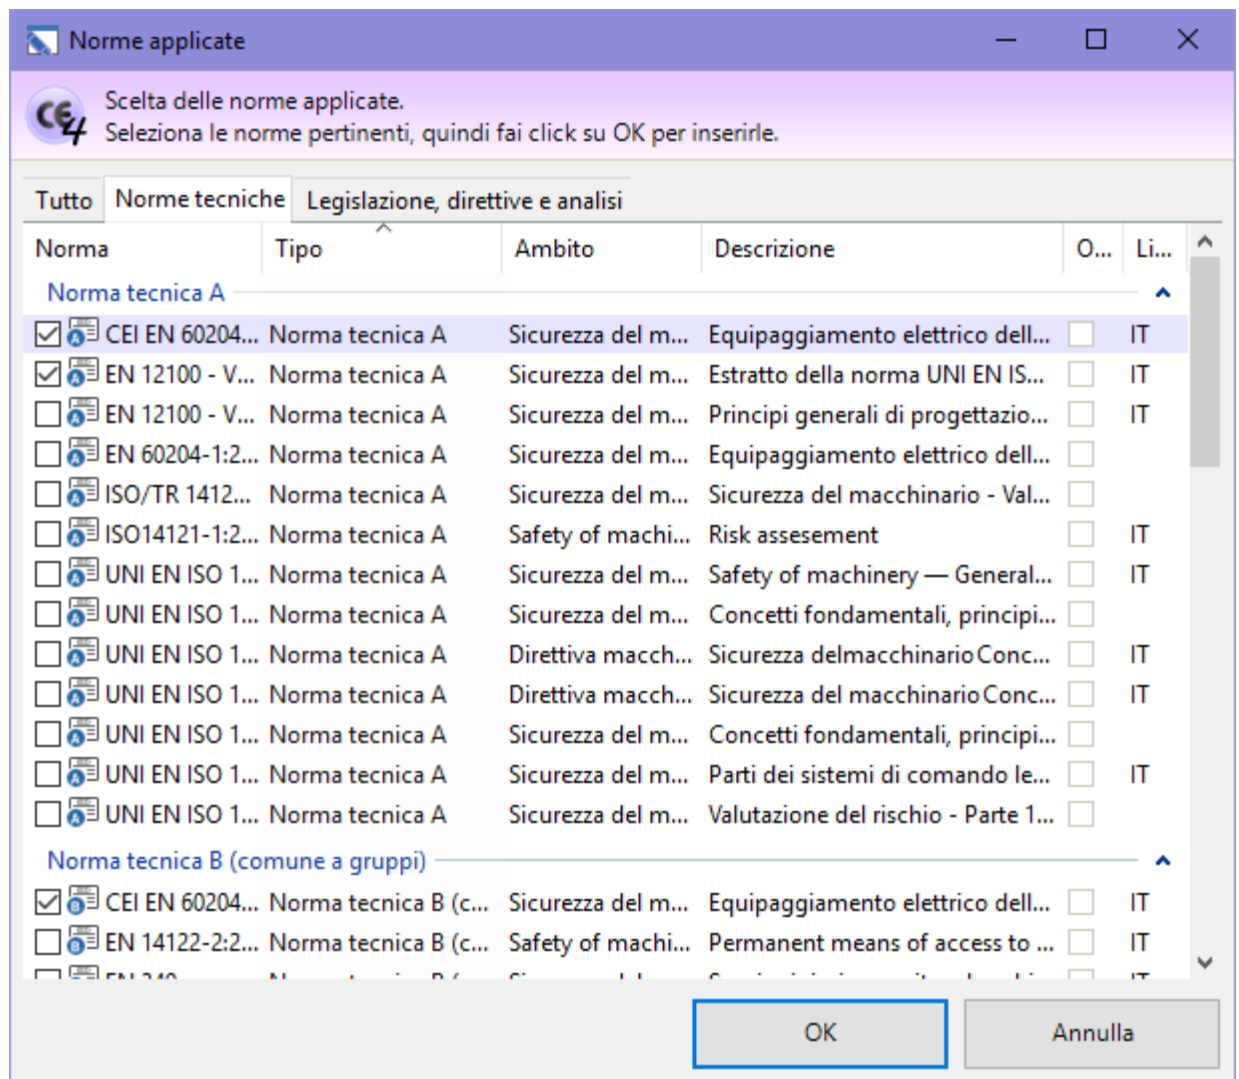 Norme applicate
CE4
Scelta delle norme applicate.
Seleziona le norme pertinenti, quindi fai click su OK per inserirle.
Tutto Norme tecniche Legislazione, direttive e analisi
Norma Tipo Ambito Descrizione O... Li...
Norma tecnica A
CEI EN 60204... Norma tecnica A Sicurezza del m... Equipaggiamento elettrico dell... IT
EN 12100 - V... Norma tecnica A Sicurezza del m... Estratto della norma UNI EN IS... IT
EN 12100 - V... Norma tecnica A Sicurezza del m... Principi generali di progettazio... IT
EN 60204-1:2... Norma tecnica A Sicurezza del m... Equipaggiamento elettrico dell...
ISO/TR 1412... Norma tecnica A Sicurezza del m... Sicurezza del macchinario - Val...
ISO14121-1:2... Norma tecnica A Safety of machi... Risk assesement IT
UNI EN ISO 1... Norma tecnica A Sicurezza del m... Safety of machinery — General... IT
UNI EN ISO 1... Norma tecnica A Sicurezza del m... Concetti fondamentali, principi...
UNI EN ISO 1... Norma tecnica A Direttiva macch... Sicurezza delmacchinario Conc... IT
UNI EN ISO 1... Norma tecnica A Direttiva macch... Sicurezza del macchinario Conc... IT
UNI EN ISO 1... Norma tecnica A Sicurezza del m... Concetti fondamentali, principi...
UNI EN ISO 1... Norma tecnica A Sicurezza del m... Parti dei sistemi di comando le... IT
UNI EN ISO 1... Norma tecnica A Sicurezza del m... Valutazione del rischio - Parte 1...
Norma tecnica B (comune a gruppi)
CEI EN 60204... Norma tecnica B (c... Sicurezza del m... Equipaggiamento elettrico dell... IT
EN 14122-2:2... Norma tecnica B (c... Safety of machi... Permanent means of access to ... IT
OK Annulla